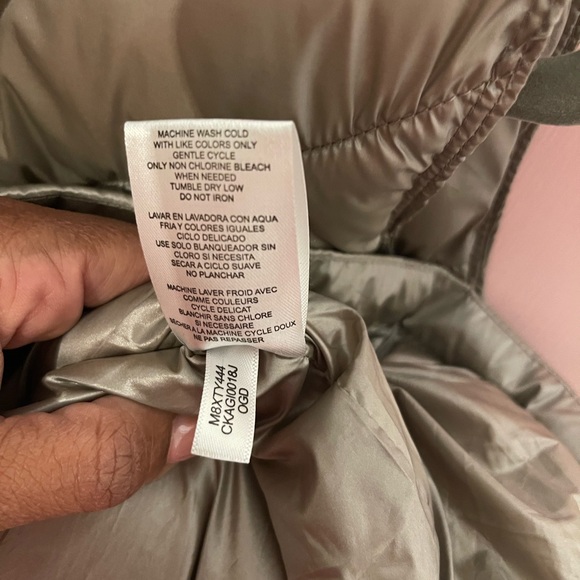 MACHINE WASH COLD
WITH LIKE COLORS ONLY
GENTLE CYCLE
ONLY NON CHLORINE BLEACH
WHEN NEEDED
TUMBLE DRY LOW
DO NOT IRON
LAVAR EN LAVADORA CON AQUA
FRIA Y COLORES IGUALES
CICLO DELICADO
USE SOLO BLANQUEADOR SIN
CLORO SI NECESITA
SECAR A CICLO SUAVE
NO PLANCHAR
MACHINE LAVER FROID AVEC
COMME COULEURS
CYCLE DELICAT
BLANCHIR SANS CHLORE
SI NECESSAIRE
SECHER A LA MACHINE CYCLE DOUX
NE PAS REPASSER
M8XTY444
CKAGI0018J
OGD